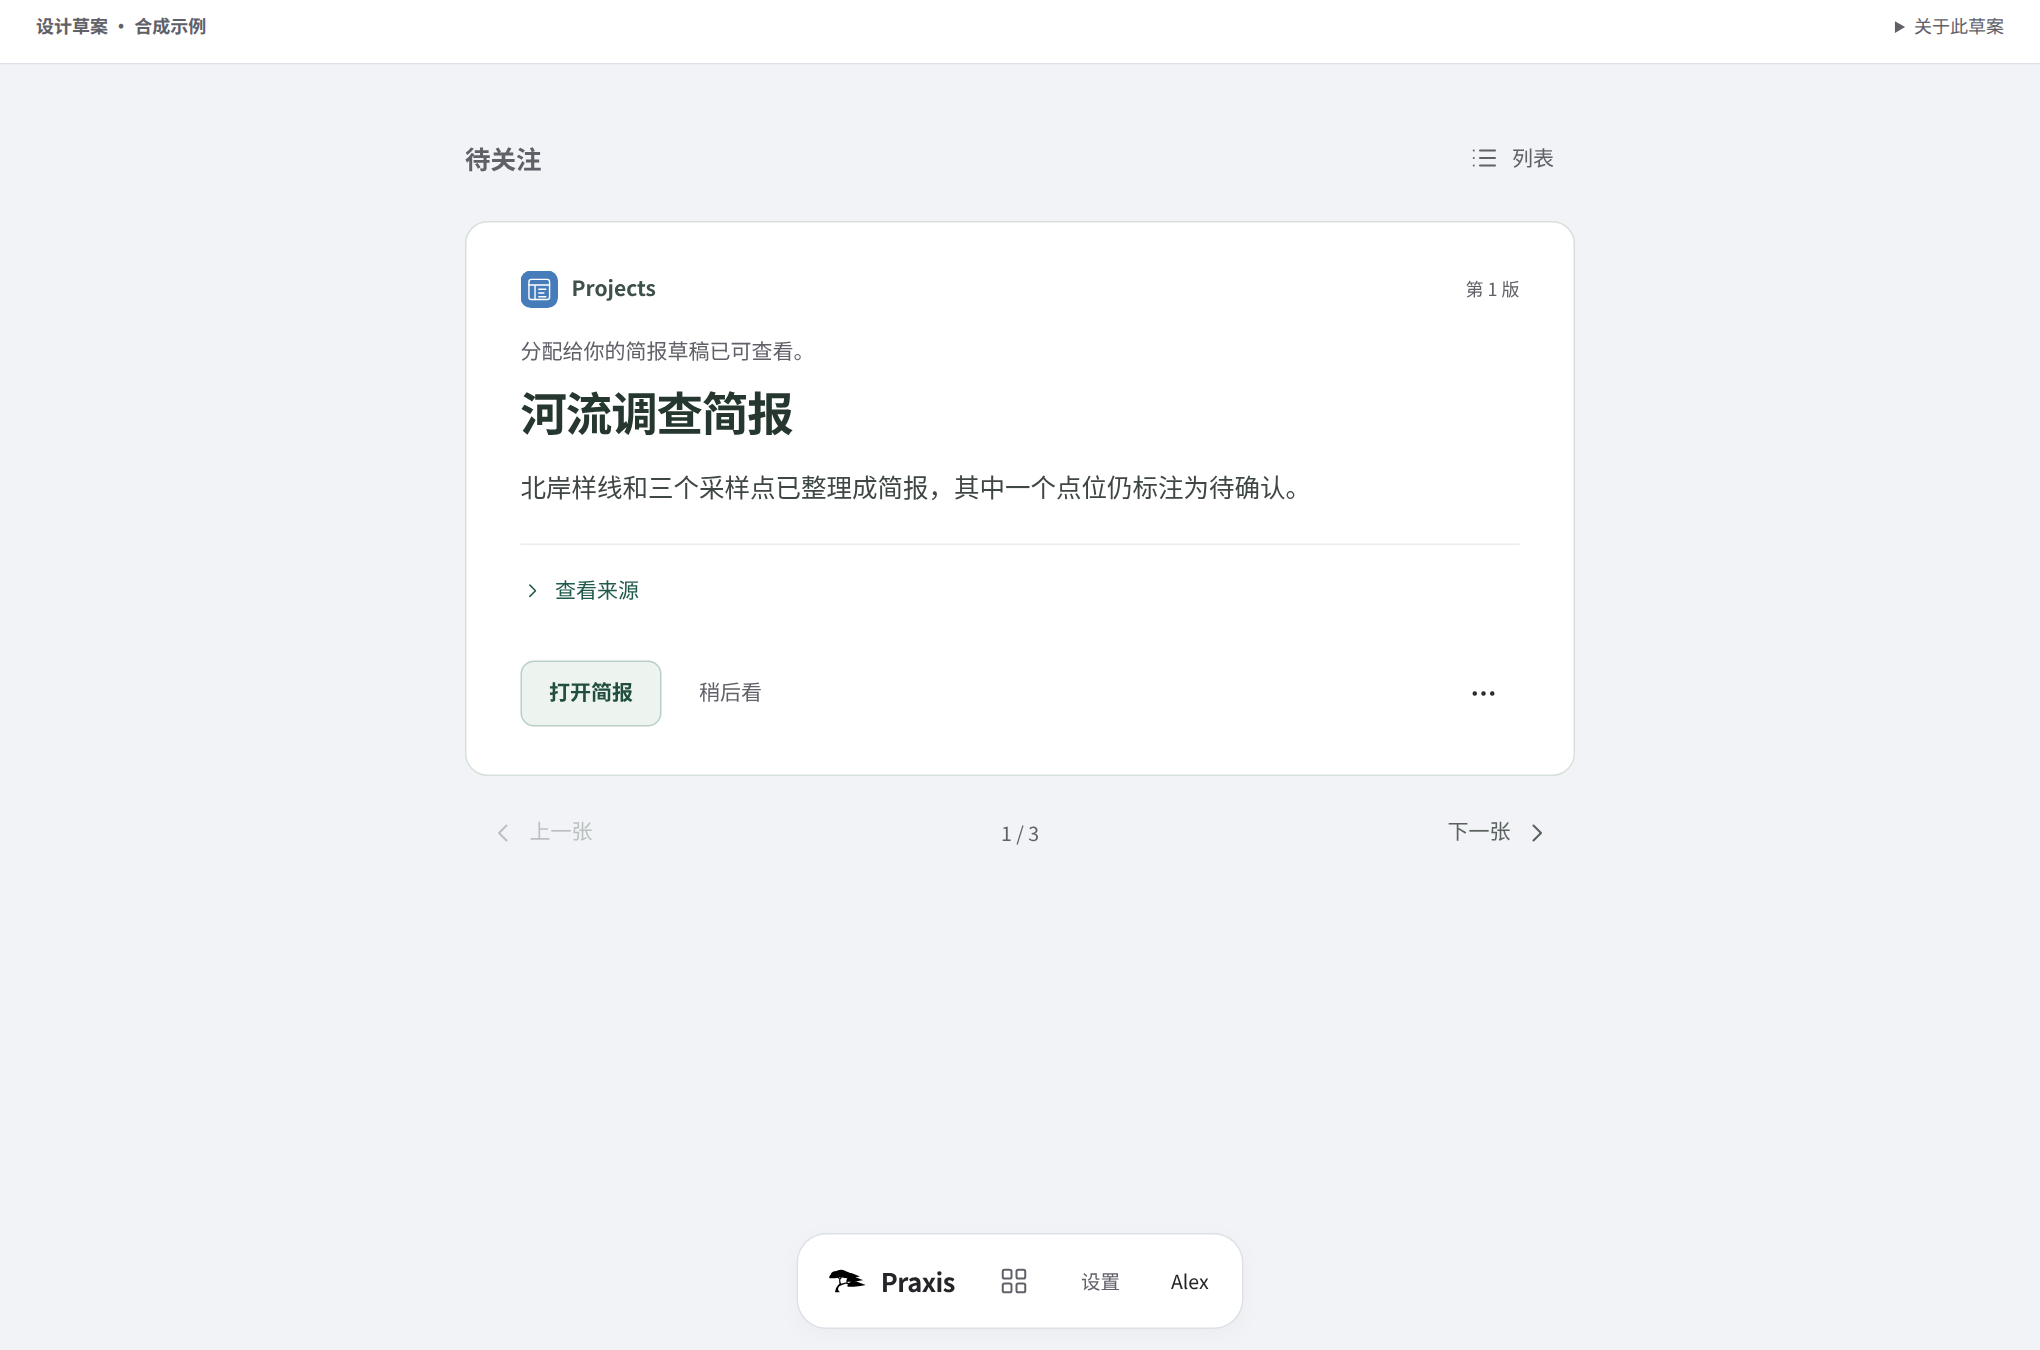 设计草案 • 合成示例
关于此草案
待关注
列表
Projects
第 1 版
分配给你的简报草稿已可查看。
河流调查简报
北岸样线和三个采样点已整理成简报，其中一个点位仍标注为待确认。
查看来源
打开简报
稍后看
上一张
1 / 3
下一张
Praxis
设置
Alex